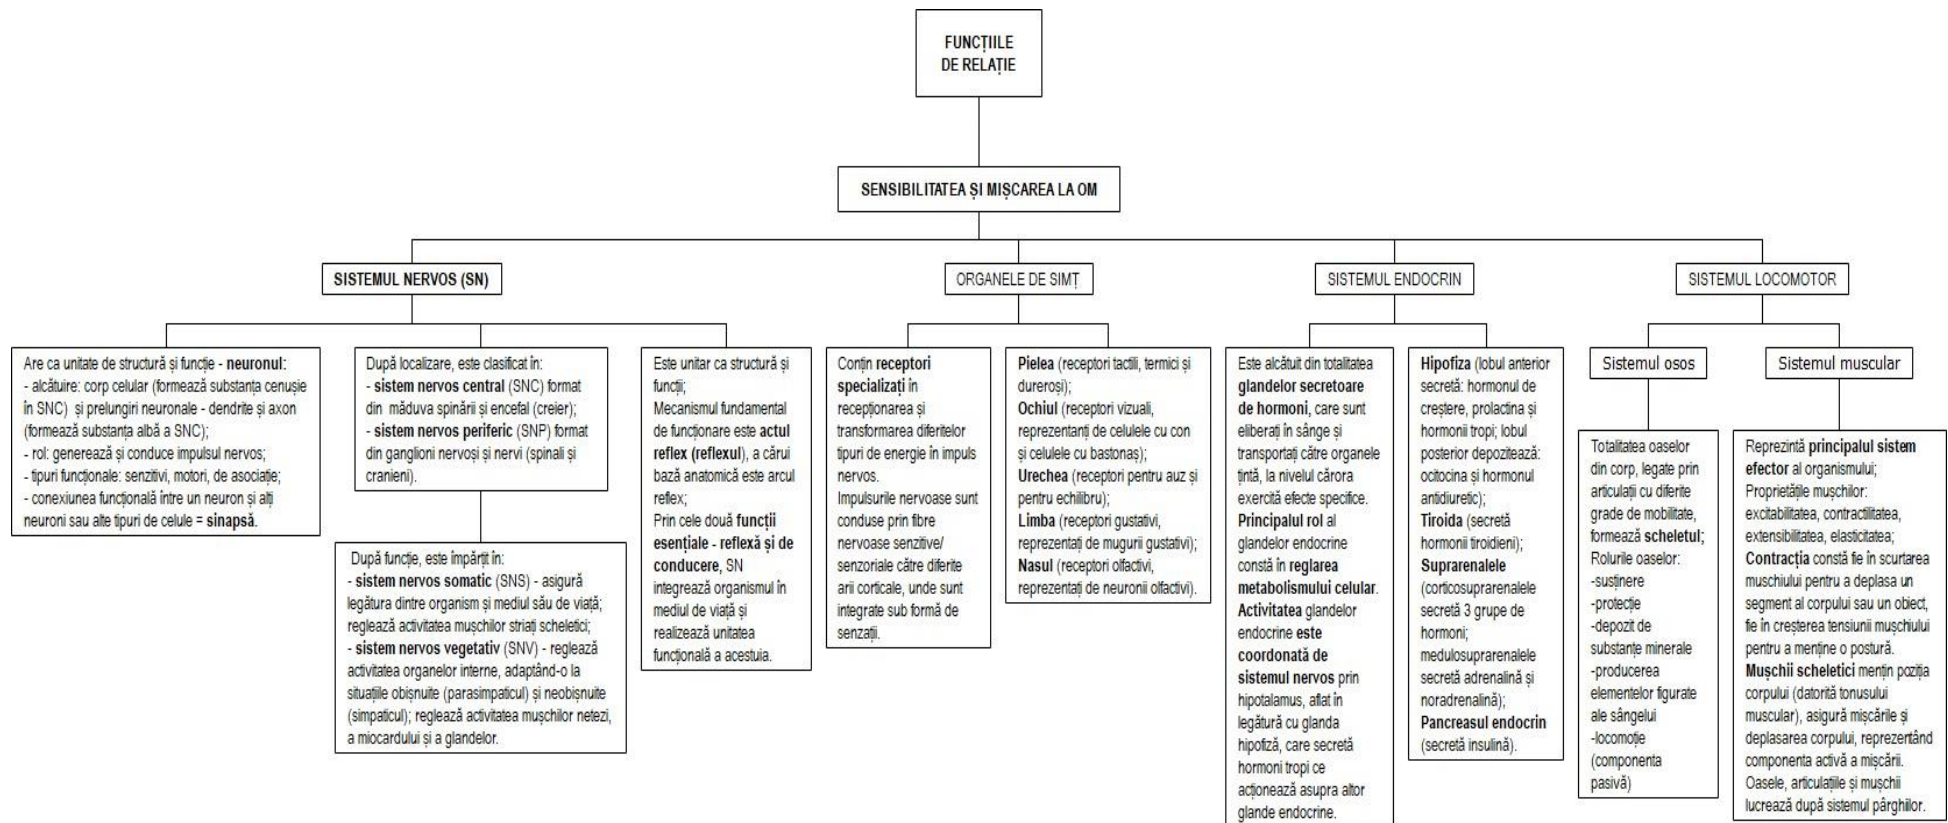 FUNCȚIILE
DE RELAȚIE
SENSIBILITATEA ȘI MIȘCAREA LA OM
SISTEMUL NERVOS (SN)
Are ca unitate de structură și funcție - neuronul:
- alcătuire: corp celular (formează substanța cenușie
în SNC) și prelungiri neuronale - dendrite și axon
(formează substanța albă a SNC);
- rol: generează și conduce impulsul nervos;
- tipuri funcționale: senzitivi, motori, de asociație;
- conexiunea funcțională între un neuron și alți
neuroni sau alte tipuri de celule = sinapsă.
După localizare, este clasificat în:
- sistem nervos central (SNC) format
din măduva spinării și encefal (creier);
- sistem nervos periferic (SNP) format
din ganglioni nervoși și nervi (spinali și
cranieni).
După funcție, este împărțit în:
- sistem nervos somatic (SNS) - asigură
legătura dintre organism și mediul său de viață;
reglează activitatea mușchilor striați scheletici;
- sistem nervos vegetativ (SNV) - reglează
activitatea organelor interne, adaptând-o la
situațiile obișnuite (parasimpaticul) și neobișnuite
(simpaticul); reglează activitatea mușchilor netezi,
a miocardului și a glandelor.
Este unitar ca structură și
funcții;
Mecanismul fundamental
de funcționare este actul
reflex (reflexul), a cărui
bază anatomică este arcul
reflex;
Prin cele două funcții
esențiale - reflexă și de
conducere, SN
integrează organismul în
mediul de viață și
realizează unitatea
funcțională a acestuia.
ORGANELE DE SIMȚ
Conțin receptori
specializați în
recepționarea și
transformarea diferitelor
tipuri de energie în impuls
nervos.
Impulsurile nervoase sunt
conduse prin fibre
nervoase senzitive/
senzoriale către diferite
arii corticale, unde sunt
integrate sub formă de
senzații.
Pielea (receptori tactili, termici și
dureroși);
Ochiul (receptori vizuali,
reprezentanți de celulele cu con
și celulele cu bastonaș);
Urechea (receptori pentru auz și
pentru echilibru);
Limba (receptori gustativi,
reprezentați de mugurii gustativi);
Nasul (receptori olfactivi,
reprezentați de neuronii olfactivi).
SISTEMUL ENDOCRIN
Este alcătuit din totalitatea
glandelor secretoare
de hormoni, care sunt
eliberați în sânge și
transportați către organele
țintă, la nivelul cărora
exercită efecte specifice.
Principalul rol al
glandelor endocrine
constă în reglarea
metabolismului celular.
Activitatea glandelor
endocrine este
coordonată de
sistemul nervos prin
hipotalamus, aflat în
legătură cu glanda
hipofiză, care secretă
hormoni tropi ce
acționează asupra altor
glande endocrine.
Hipofiza (lobul anterior
secretă: hormonul de
creștere, prolactina și
hormonii tropi; lobul
posterior depozitează:
ocitocina și hormonul
antidiuretic);
Tiroida (secretă
hormonii tiroidieni);
Suprarenalele
(corticosuprarenalele
secretă 3 grupe de
hormoni;
medulosuprarenalele
secretă adrenalină și
noradrenalină);
Pancreasul endocrin
(secretă insulină).
SISTEMUL LOCOMOTOR
Sistemul osos
Totalitatea oaselor
din corp, legate prin
articulații cu diferite
grade de mobilitate,
formează scheletul;
Rolurile oaselor:
-susținere
-protecție
-depozit de
substanțe minerale
-producerea
elementelor figurate
ale sângelui
-locomoție
(componenta
pasivă)
Sistemul muscular
Reprezintă principalul sistem
efector al organismului;
Proprietățile mușchilor:
excitabilitatea, contractilitatea,
extensibilitatea, elasticitatea;
Contracția constă fie în scurtarea
muschiului pentru a deplasa un
segment al corpului sau un obiect,
fie în creșterea tensiunii mușchiului
pentru a menține o postură.
Mușchii scheletici mențin poziția
corpului (datorită tonusului
muscular), asigură mișcările și
deplasarea corpului, reprezentând
componenta activă a mișcării.
Oasele, articulațiile și mușchii
lucrează după sistemul pârghiilor.